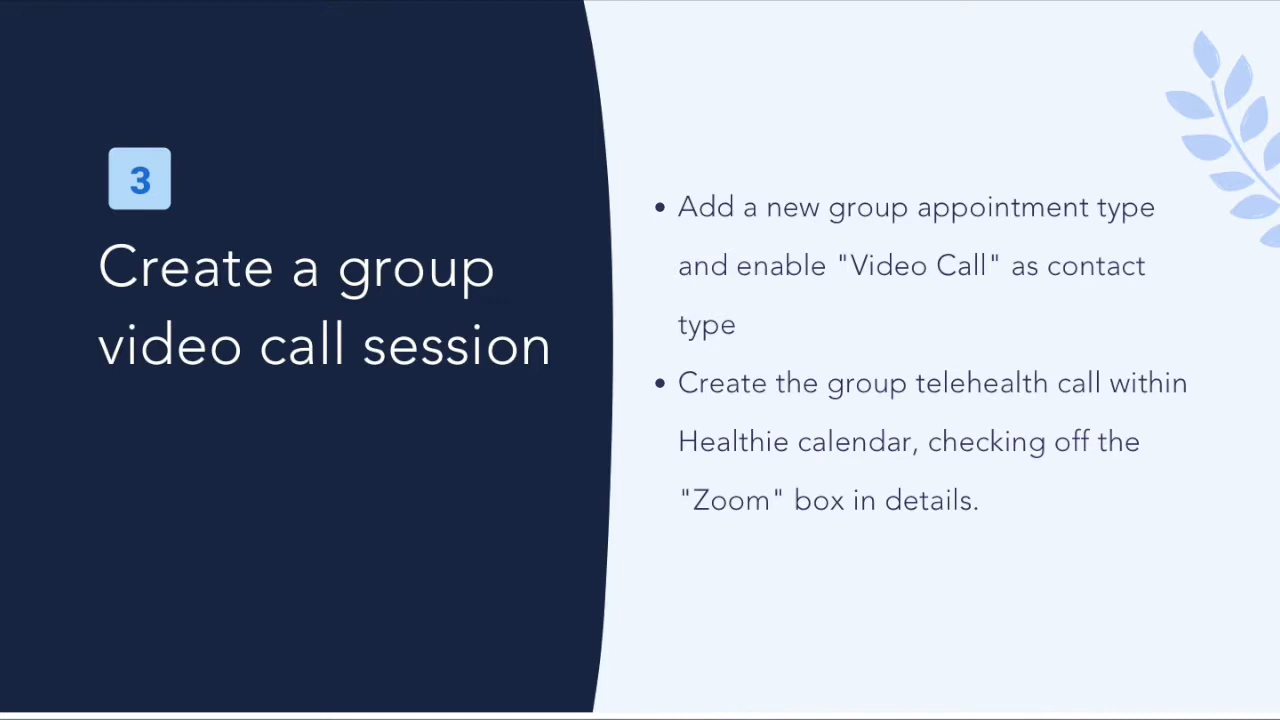 3
Create a group
video call session
• Add a new group appointment type
and enable "Video Call" as contact
type
• Create the group telehealth call within
Healthie calendar, checking off the
"Zoom" box in details.